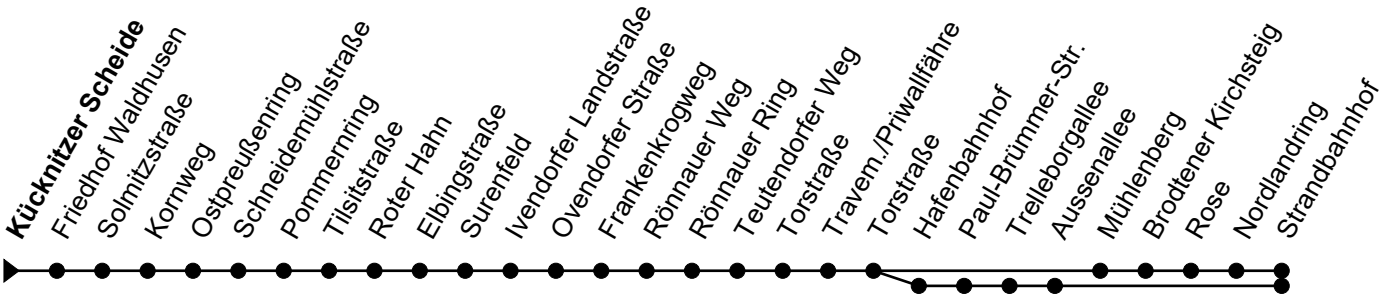 Kücknitzer Scheide
Friedhof Waldhusen
Solmitzstraße
Kornweg
Ostpreußenring
Schneidemühlstraße
Pommernring
Tilsitstraße
Roter Hahn
Elbingstraße
Surenfeld
Ivendorfer Landstraße
Ovendorfer Straße
Frankenkrogweg
Rönnauer Weg
Rönnauer Ring
Teutendorfer Weg
Torstraße
Travem./Priwallfähre
Torstraße
Hafenbahnhof
Paul-Brümmer-Str.
Trelleborgallee
Aussenallee
Mühlenberg
Brodtener Kirchsteig
Rose
Nordlandring
Strandbahnhof